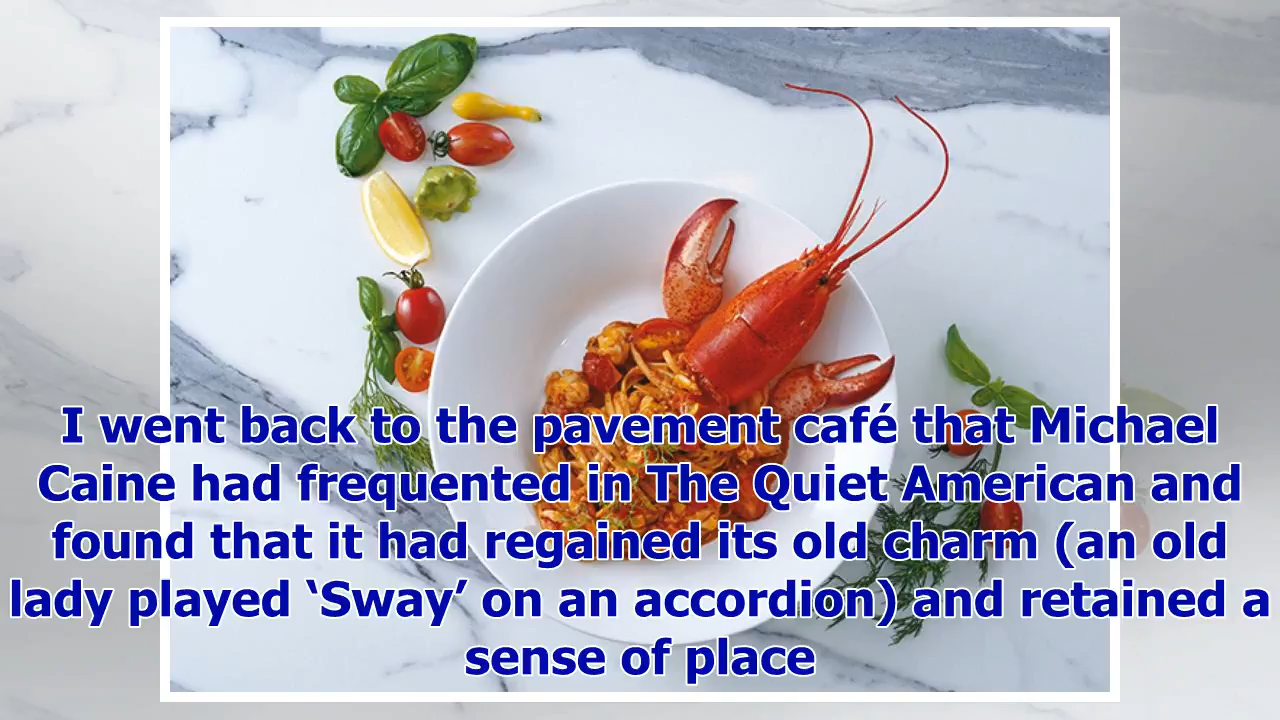 I went back to the pavement café that Michael
Caine had frequented in The Quiet American and
found that it had regained its old charm (an old
lady played ‘Sway’ on an accordion) and retained a
sense of place